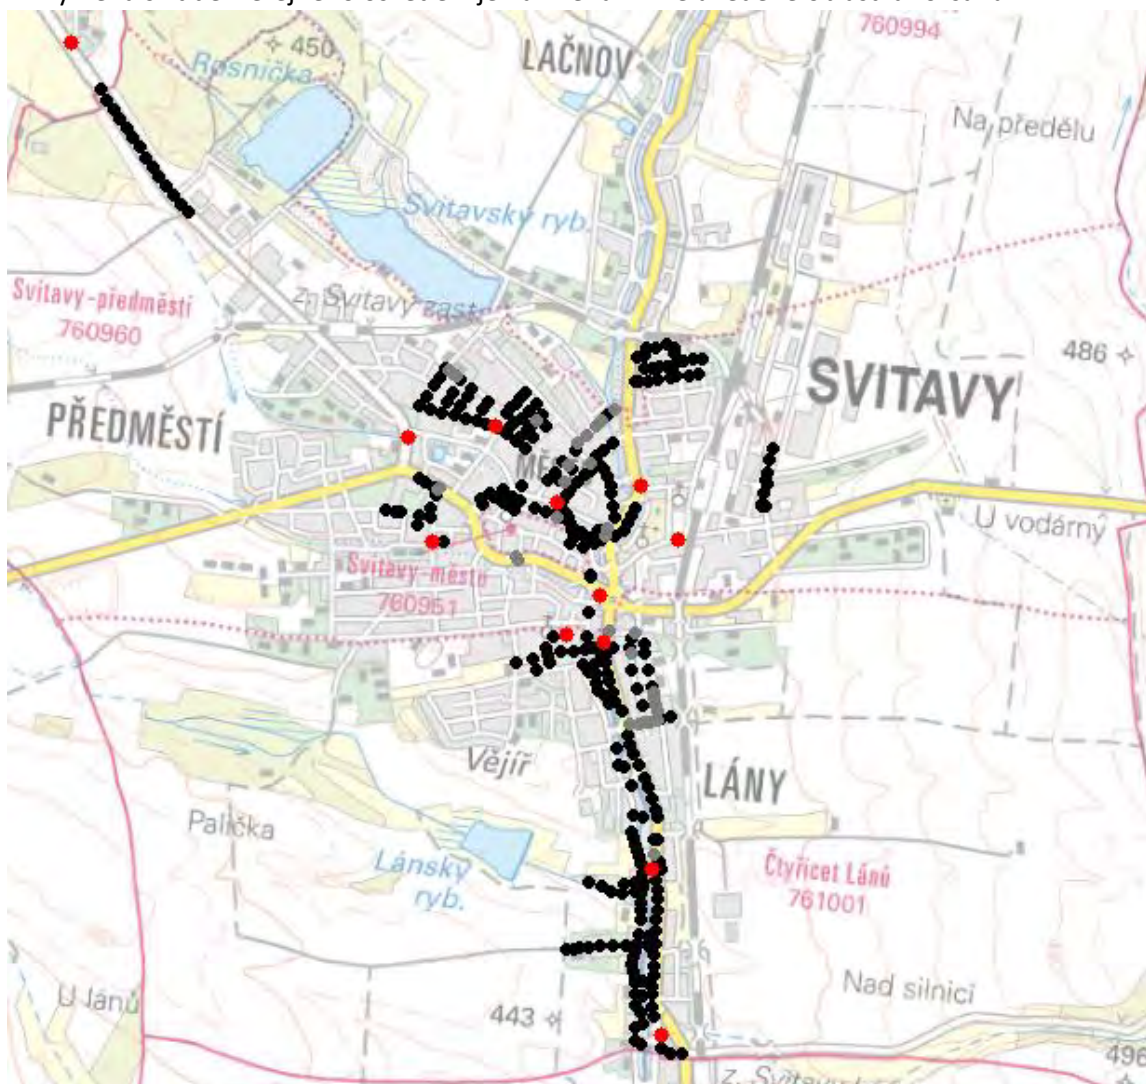 760994
LAČNOV
450
Rosnička
Na předělu
Svitavský ryb.
Svitavy-předměstí
760960
z. Svitavy zast.
486
SVITAVY
PŘEDMĚSTÍ
U vodárny
Svitavy-město
760951
Vějíř
LÁNY
Palička
Lánský
ryb.
Čtyřicet Lánů
761001
U lánů
443
Nad silnicí
496
z. Svitavy